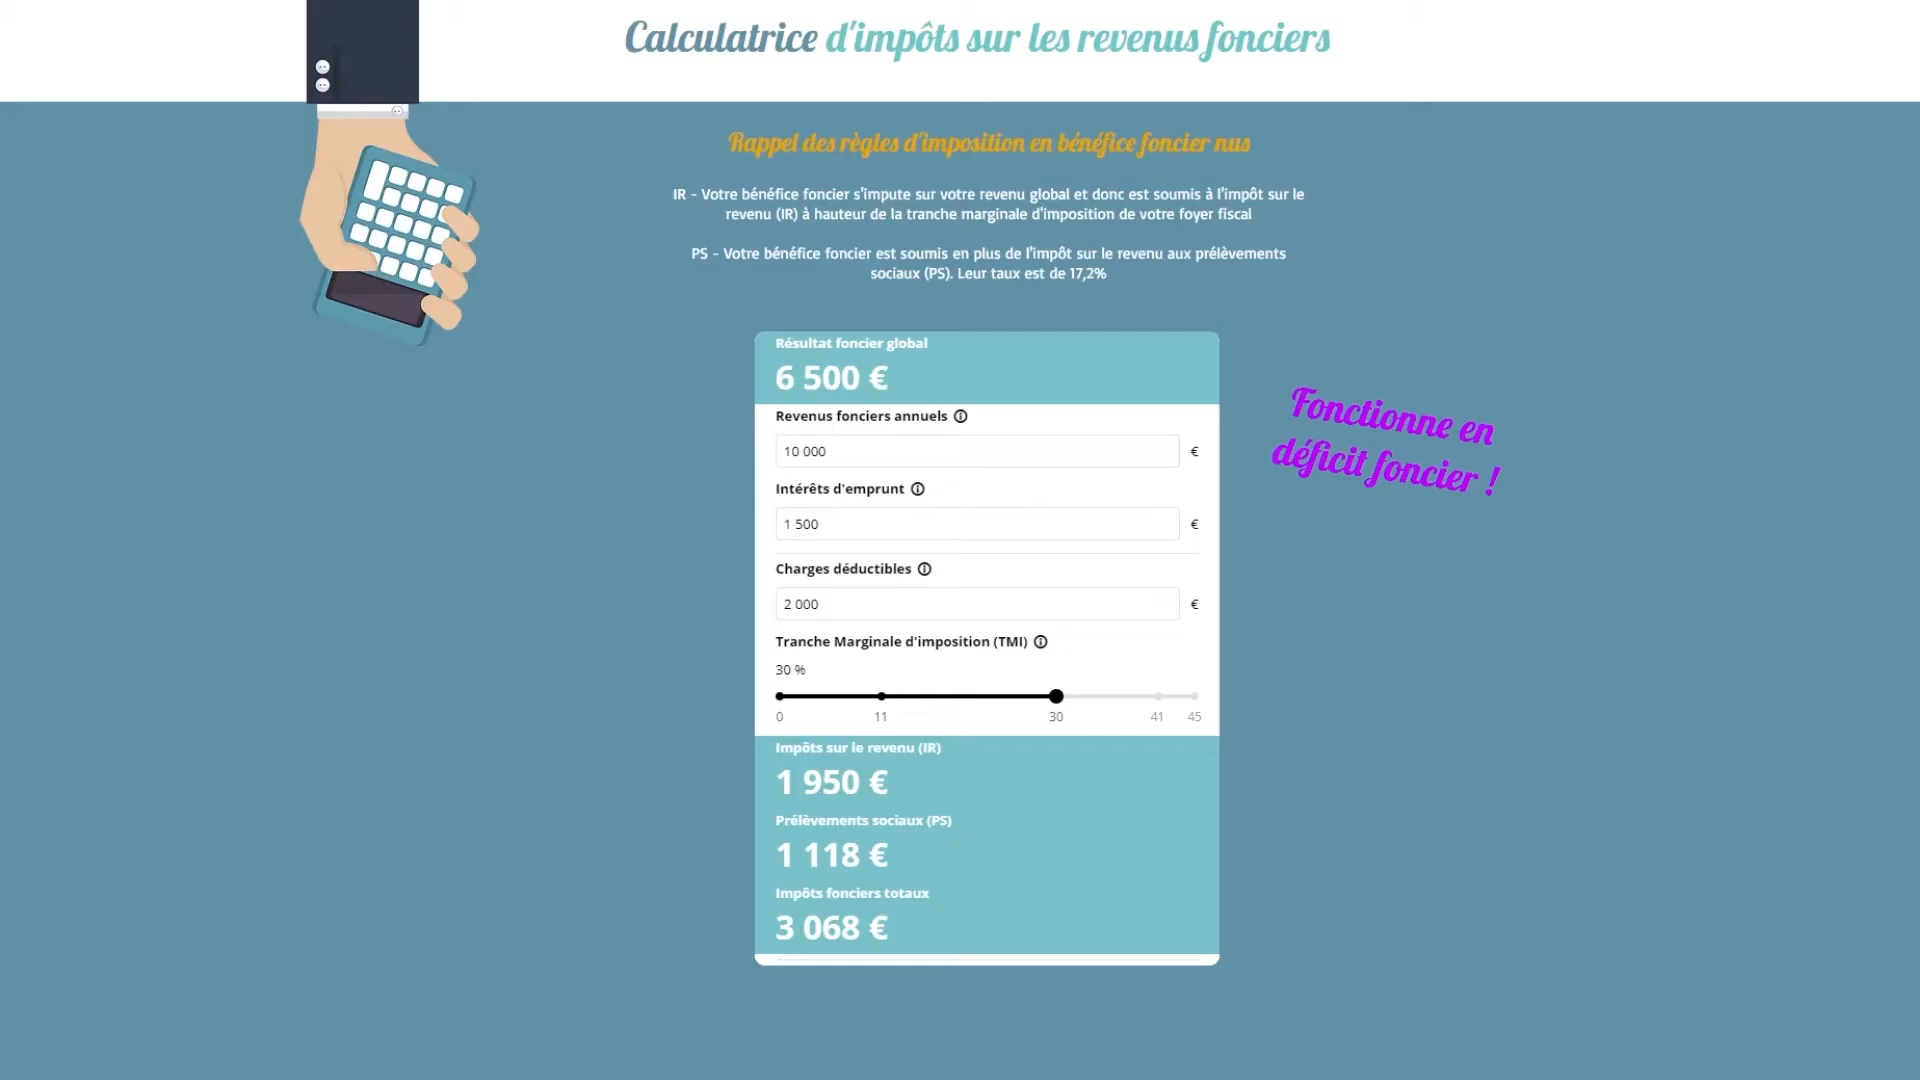 Calculatrice d'impôts sur les revenus fonciers
Rappel des règles d'imposition en bénéfice foncier nus
IR - Votre bénéfice foncier s'impute sur votre revenu global et donc est soumis à l'impôt sur le
revenu (IR) à hauteur de la tranche marginale d'imposition de votre foyer fiscal
PS - Votre bénéfice foncier est soumis en plus de l'impôt sur le revenu aux prélèvements
sociaux (PS). Leur taux est de 17,2%
Résultat foncier global
6 500 €
Revenus fonciers annuels
10 000 €
Intérêts d'emprunt
1 500 €
Charges déductibles
2 000 €
Tranche Marginale d'imposition (TMI)
30 %
0 11 30 41 45
Impôts sur le revenu (IR)
1 950 €
Prélèvements sociaux (PS)
1 118 €
Impôts fonciers totaux
3 068 €
Fonctionne en
déficit foncier !